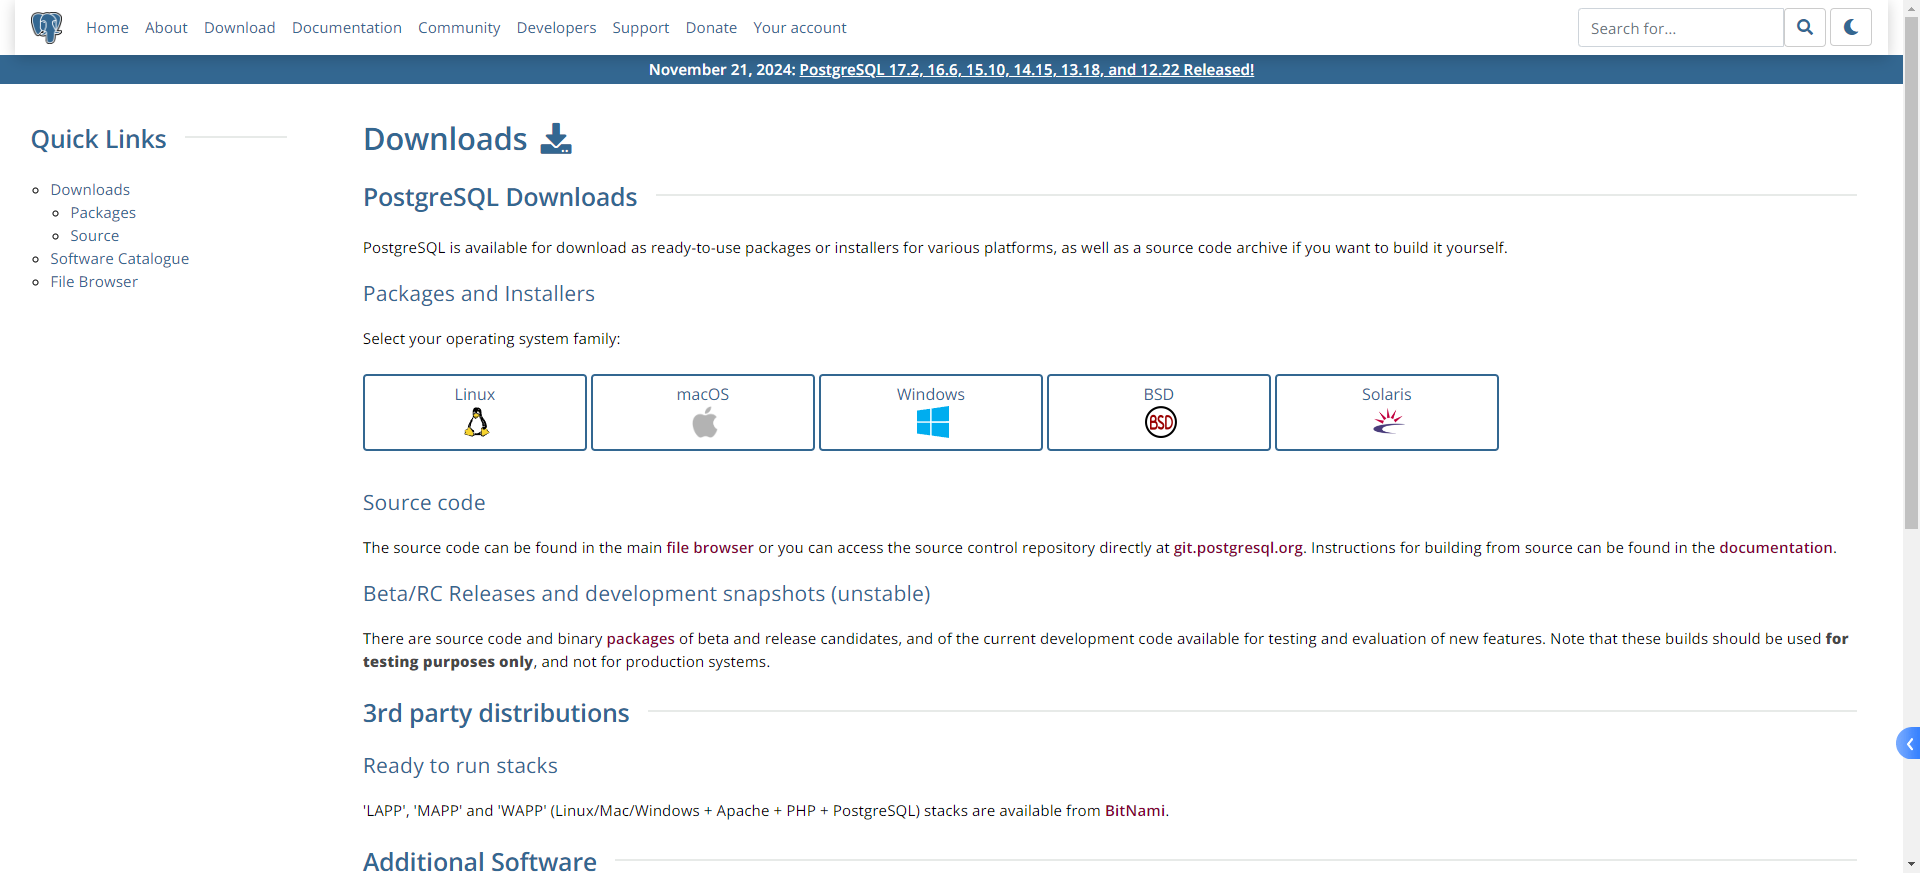 Home About Download Documentation Community Developers Support Donate Your account
Search for...
November 21, 2024: PostgreSQL 17.2, 16.6, 15.10, 14.15, 13.18, and 12.22 Released!
Quick Links
Downloads
Packages
Source
Software Catalogue
File Browser
Downloads
PostgreSQL Downloads
PostgreSQL is available for download as ready-to-use packages or installers for various platforms, as well as a source code archive if you want to build it yourself.
Packages and Installers
Select your operating system family:
Linux
macOS
Windows
BSD
BSD
Solaris
Source code
The source code can be found in the main file browser or you can access the source control repository directly at git.postgresql.org. Instructions for building from source can be found in the documentation.
Beta/RC Releases and development snapshots (unstable)
There are source code and binary packages of beta and release candidates, and of the current development code available for testing and evaluation of new features. Note that these builds should be used for
testing purposes only, and not for production systems.
3rd party distributions
Ready to run stacks
'LAPP', 'MAPP' and 'WAPP' (Linux/Mac/Windows + Apache + PHP + PostgreSQL) stacks are available from BitNami.
Additional Software